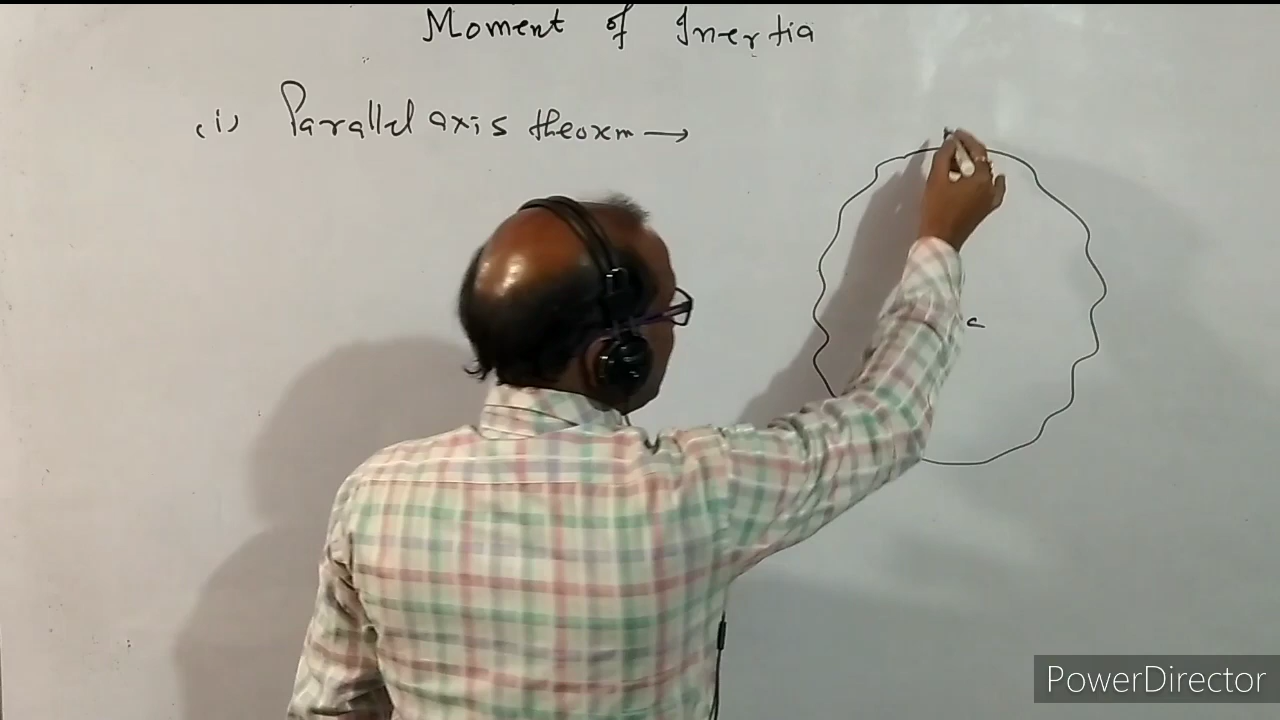 Moment of Inertia
(i) Parallel axis theorm →
c
PowerDirector